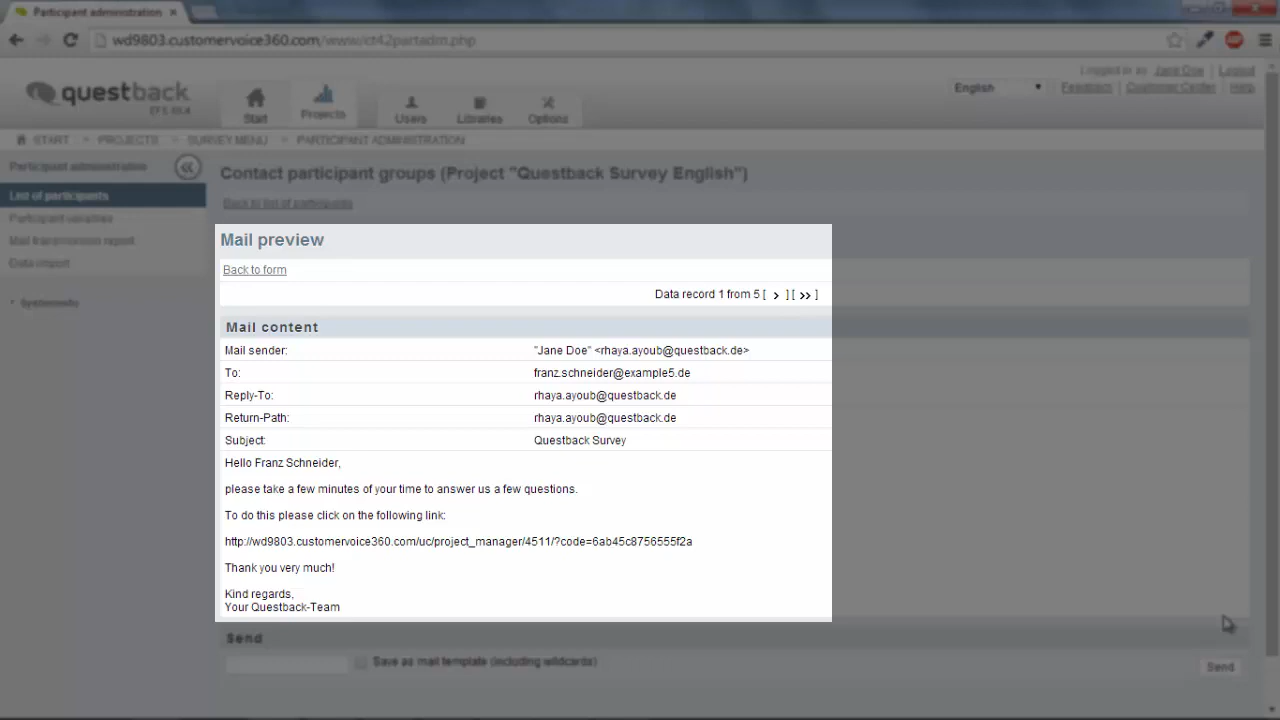 Participant administration
wd9803.customervoice360.com/www/ct42partadm.php
Logged in as Jane Doe | Logout
questback
English
Feedback | Customer Center | Help
Start
Projects
Users
Libraries
Options
START > PROJECTS > SURVEY MENU > PARTICIPANT ADMINISTRATION
Participant administration
Contact participant groups (Project "Questback Survey English")
List of participants
Back to list of participants
Participant variables
Mail transmission report
Data import
Mail preview
Back to form
Data record 1 from 5 [ > ] [ >> ]
Mail content
Mail sender: "Jane Doe" <rhaya.ayoub@questback.de>
To: franz.schneider@example5.de
Reply-To: rhaya.ayoub@questback.de
Return-Path: rhaya.ayoub@questback.de
Subject: Questback Survey
Hello Franz Schneider,
please take a few minutes of your time to answer us a few questions.
To do this please click on the following link:
http://wd9803.customervoice360.com/uc/project_manager/4511/?code=6ab45c8756555f2a
Thank you very much!
Kind regards,
Your Questback-Team
Send
Save as mail template (including wildcards)
Send